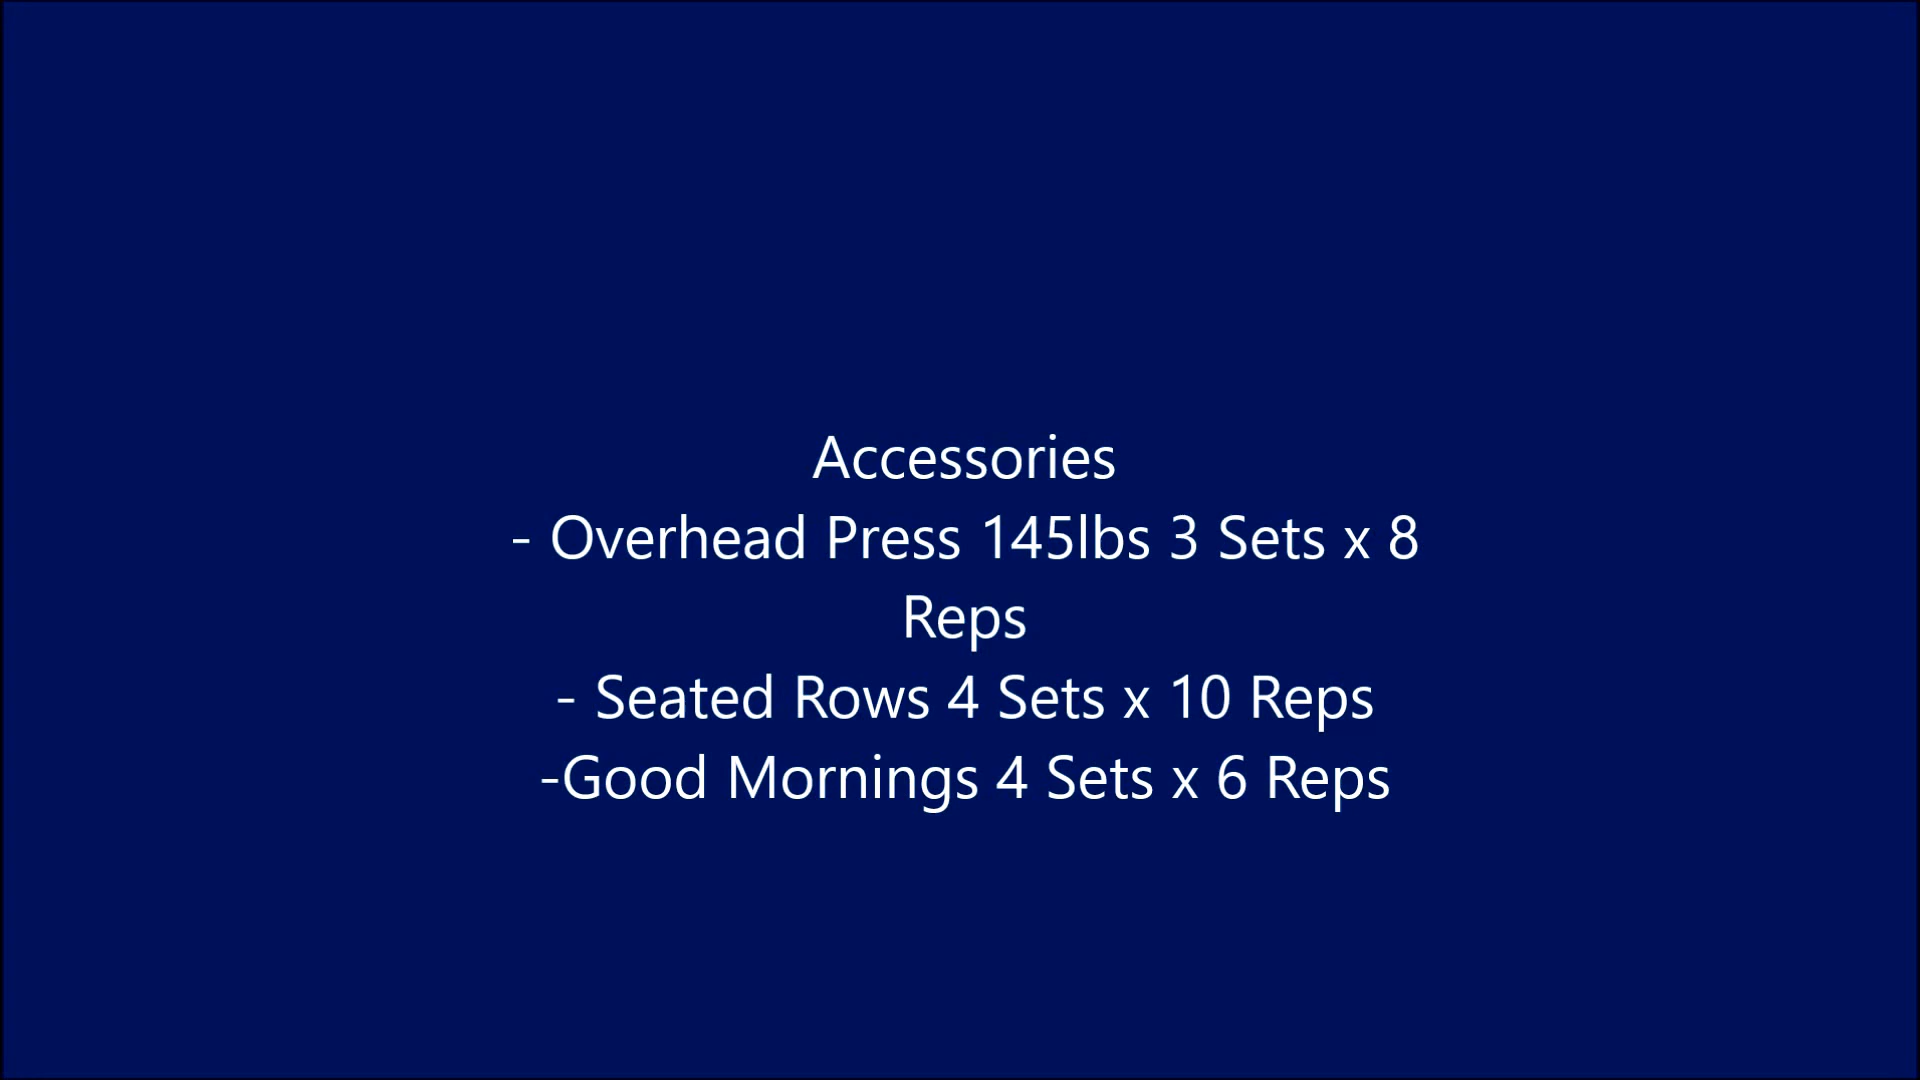 Accessories
- Overhead Press 145lbs 3 Sets x 8
Reps
- Seated Rows 4 Sets x 10 Reps
-Good Mornings 4 Sets x 6 Reps